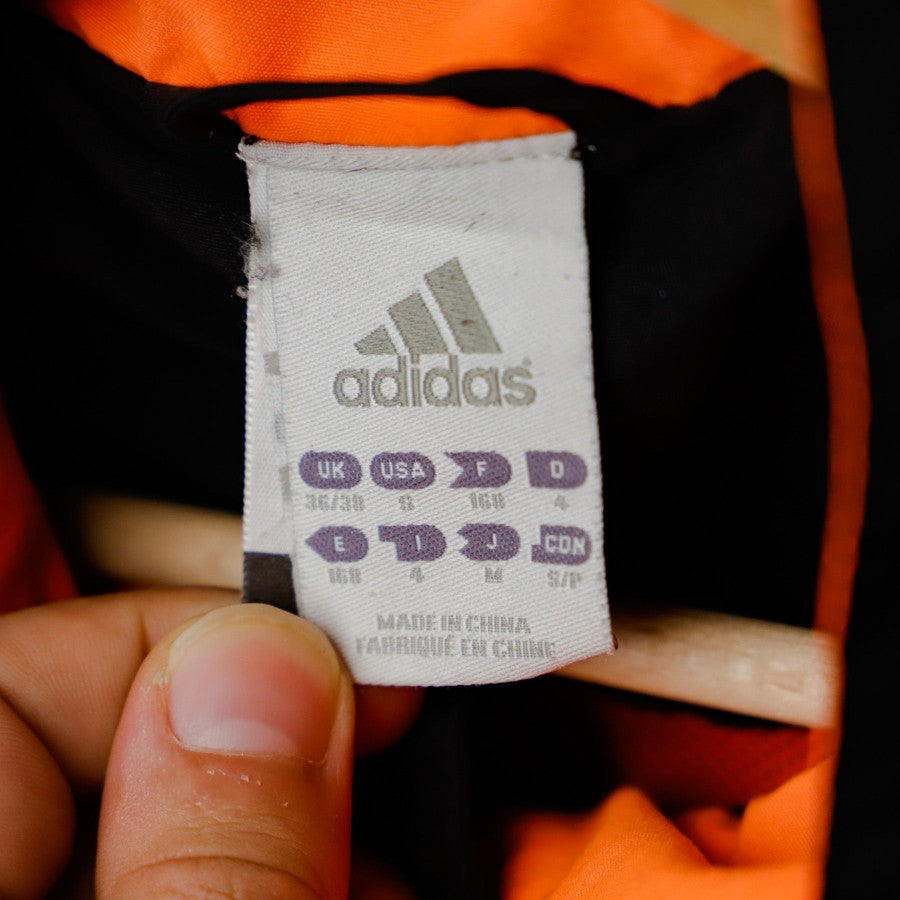 adidas®
UK USA F D
36/38 S 168 4
E I J CDN
168 4 M S/P
MADE IN CHINA
FABRIQUÉ EN CHINE